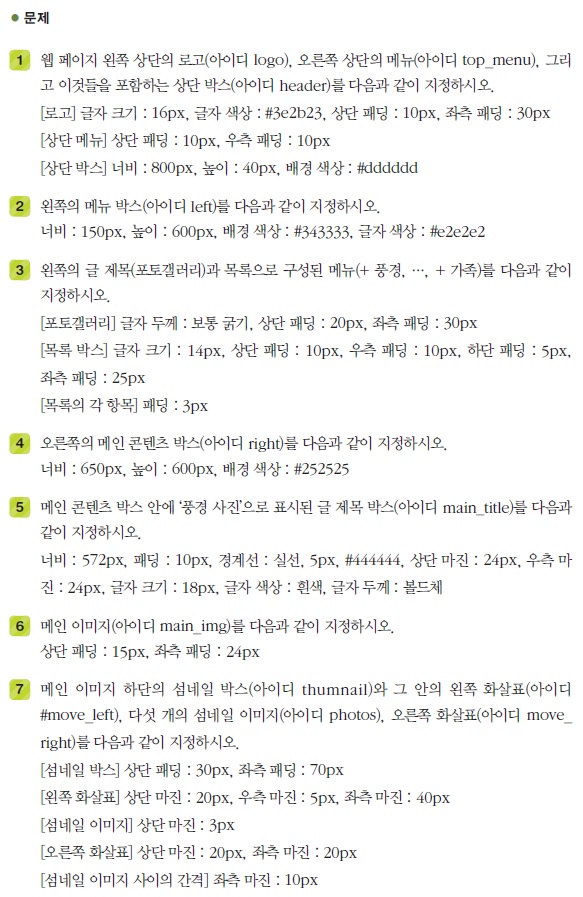 ● 문제
1 웹 페이지 왼쪽 상단의 로고(아이디 logo), 오른쪽 상단의 메뉴(아이디 top_menu), 그리
고 이것들을 포함하는 상단 박스(아이디 header)를 다음과 같이 지정하시오.
[로고] 글자 크기 : 16px, 글자 색상 : #3e2b23, 상단 패딩 : 10px, 좌측 패딩 : 30px
[상단 메뉴] 상단 패딩 : 10px, 우측 패딩 : 10px
[상단 박스] 너비 : 800px, 높이 : 40px, 배경 색상 : #dddddd
2 왼쪽의 메뉴 박스(아이디 left)를 다음과 같이 지정하시오.
너비 : 150px, 높이 : 600px, 배경 색상 : #343333, 글자 색상 : #e2e2e2
3 왼쪽의 글 제목(포토갤러리)과 목록으로 구성된 메뉴(+ 풍경, …, + 가족)를 다음과 같이
지정하시오.
[포토갤러리] 글자 두께 : 보통 굵기, 상단 패딩 : 20px, 좌측 패딩 : 30px
[목록 박스] 글자 크기 : 14px, 상단 패딩 : 10px, 우측 패딩 : 10px, 하단 패딩 : 5px,
좌측 패딩 : 25px
[목록의 각 항목] 패딩 : 3px
4 오른쪽의 메인 콘텐츠 박스(아이디 right)를 다음과 같이 지정하시오.
너비 : 650px, 높이 : 600px, 배경 색상 : #252525
5 메인 콘텐츠 박스 안에 '풍경 사진'으로 표시된 글 제목 박스(아이디 main_title)를 다음과
같이 지정하시오.
너비 : 572px, 패딩 : 10px, 경계선 : 실선, 5px, #444444, 상단 마진 : 24px, 우측 마
진 : 24px, 글자 크기 : 18px, 글자 색상 : 흰색, 글자 두께 : 볼드체
6 메인 이미지(아이디 main_img)를 다음과 같이 지정하시오.
상단 패딩 : 15px, 좌측 패딩 : 24px
7 메인 이미지 하단의 섬네일 박스(아이디 thumnail)와 그 안의 왼쪽 화살표(아이디
#move_left), 다섯 개의 섬네일 이미지(아이디 photos), 오른쪽 화살표(아이디 move_
right)를 다음과 같이 지정하시오.
[섬네일 박스] 상단 패딩 : 30px, 좌측 패딩 : 70px
[왼쪽 화살표] 상단 마진 : 20px, 우측 마진 : 5px, 좌측 마진 : 40px
[섬네일 이미지] 상단 마진 : 3px
[오른쪽 화살표] 상단 마진 : 20px, 좌측 마진 : 20px
[섬네일 이미지 사이의 간격] 좌측 마진 : 10px